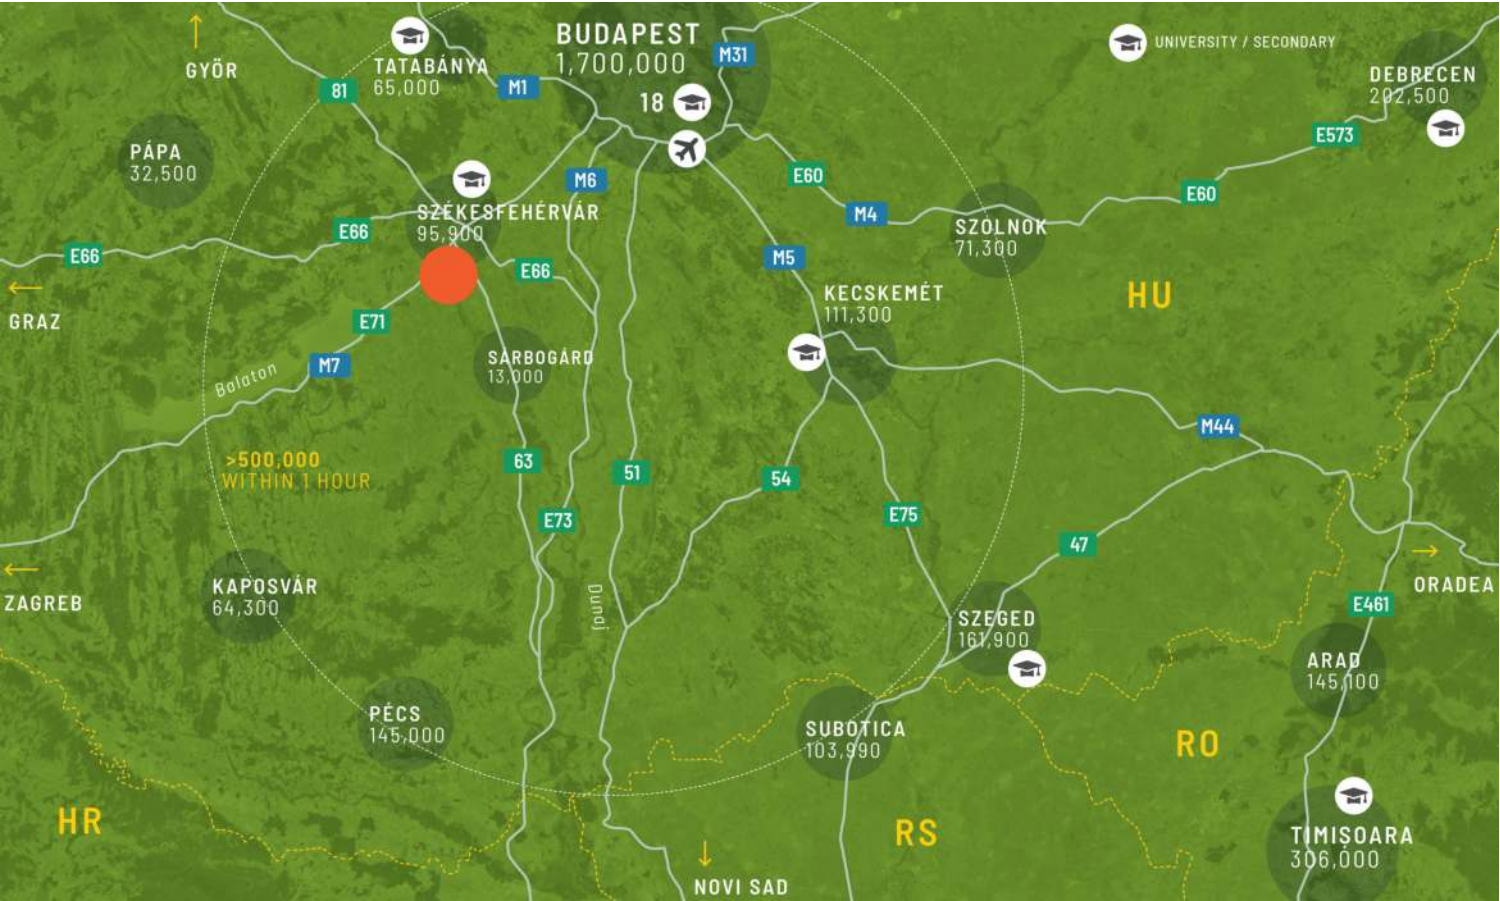 BUDAPEST
1,700,000
18
M31
UNIVERSITY / SECONDARY
GYÖR
TATABÁNYA
65,000
M1
81
DEBRECEN
202,500
E573
PÁPA
32,500
M6
E60
M4
E60
SZÉKESFEHÉRVÁR
95,900
E66
E66
E66
SZOLNOK
71,300
M5
GRAZ
E71
KECSKEMÉT
111,300
HU
M7
Balaton
SÁRBOGÁRD
13,000
M44
>500,000
WITHIN 1 HOUR
63
51
54
E73
E75
47
ZAGREB
KAPOSVÁR
64,300
Dunaj
ORADEA
E461
SZEGED
161,900
ARAD
145,100
PÉCS
145,000
SUBOTICA
103,990
RO
HR
RS
TIMIȘOARA
306,000
NOVI SAD